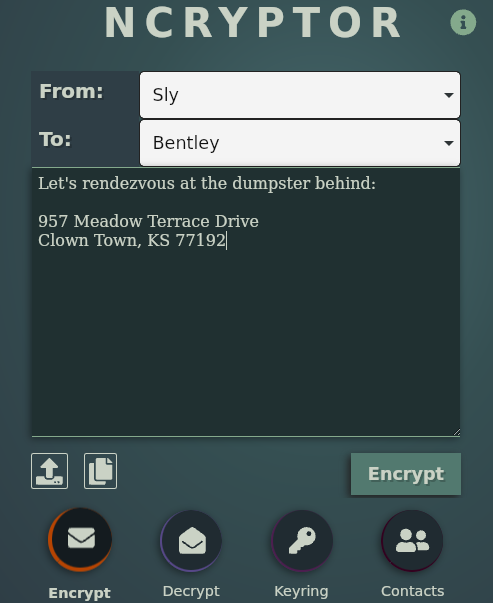 NCRYPTOR
From:
Sly
To:
Bentley
Let's rendezvous at the dumpster behind:
957 Meadow Terrace Drive
Clown Town, KS 77192
Encrypt
Encrypt
Decrypt
Keyring
Contacts